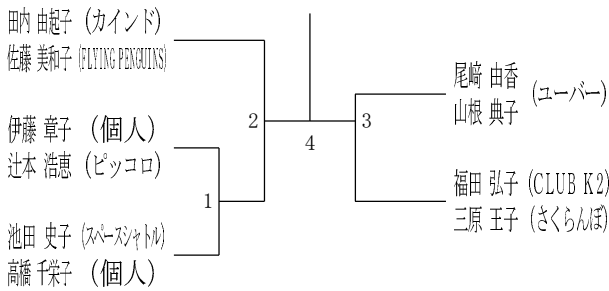 田内 由起子 (カインド)
佐藤 美和子 (FLYING PENGUINS)
伊藤 章子 (個人)
辻本 浩恵 (ピッコロ)
池田 史子 (スペースシャトル)
高橋 千栄子 (個人)
1
2
4
3
尾﨑 由香 (ユーバー)
山根 典子
福田 弘子 (CLUB K2)
三原 王子 (さくらんぼ)